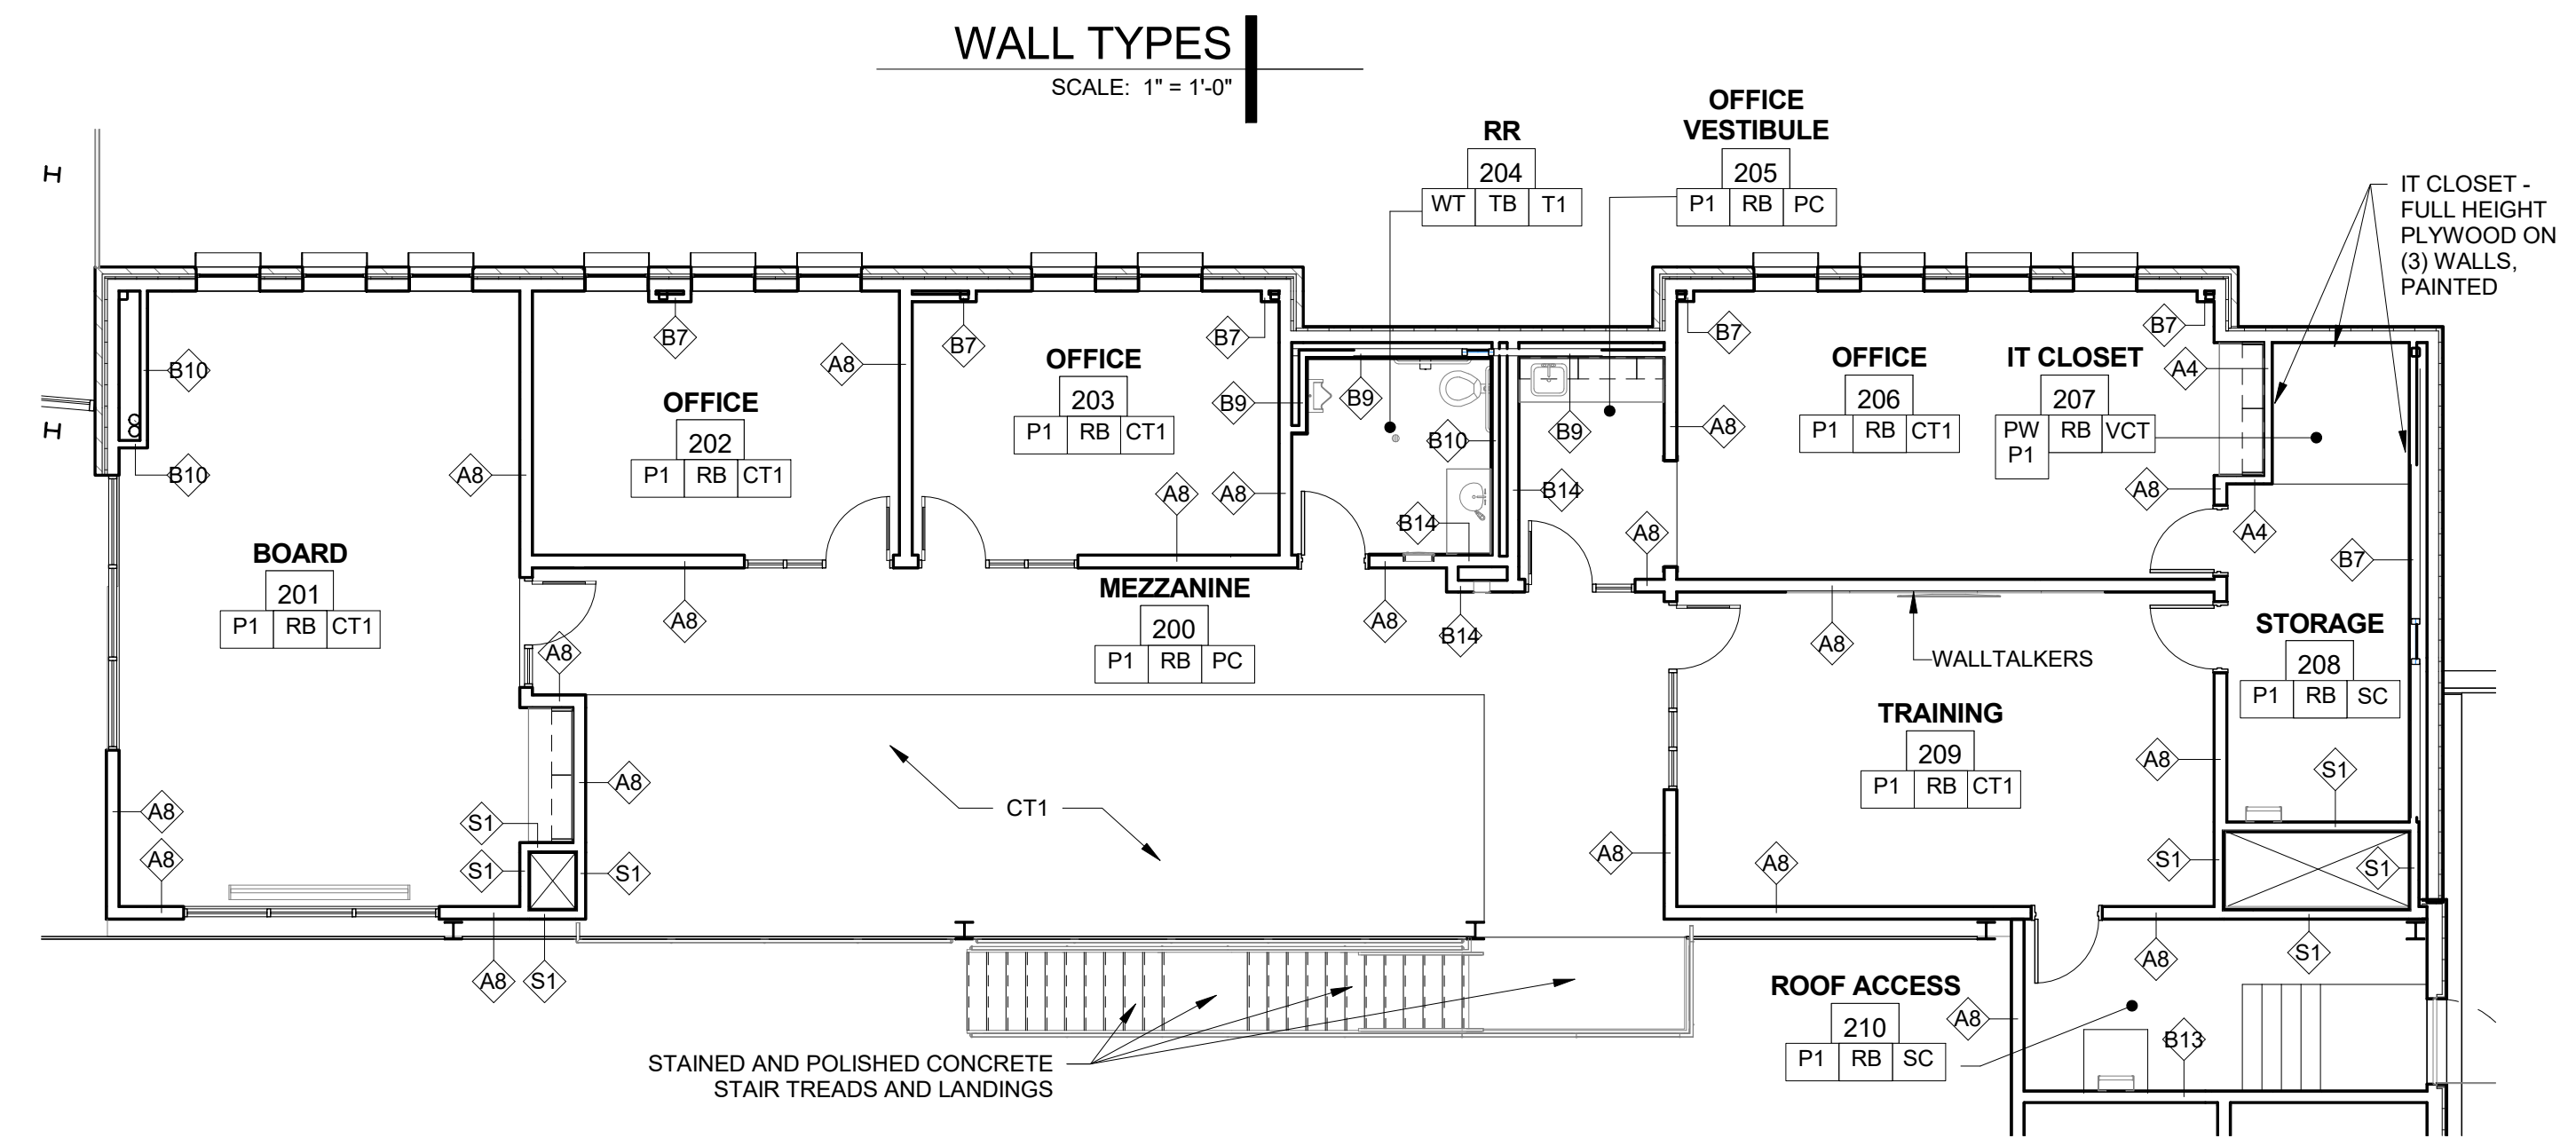 WALL TYPES
SCALE: 1" = 1'-0"
RR
204
WT TB T1
OFFICE
VESTIBULE
205
P1 RB PC
IT CLOSET -
FULL HEIGHT
PLYWOOD ON
(3) WALLS,
PAINTED
H
H
B10
B10
A8
BOARD
201
P1 RB CT1
A8
A8
A8
A8
S1
S1
S1
A8
S1
B7
A8
OFFICE
202
P1 RB CT1
A8
B7
B7
OFFICE
203
P1 RB CT1
A8
A8
B9
B9
B10
B14
A8
B14
MEZZANINE
200
P1 RB PC
CT1
B9
B14
A8
A8
B7
B7
OFFICE
206
P1 RB CT1
IT CLOSET
207
PW RB VCT
P1
A4
A8
A4
B7
A8
WALLTALKERS
STORAGE
208
P1 RB SC
TRAINING
209
P1 RB CT1
A8
S1
A8
A8
S1
S1
A8
S1
ROOF ACCESS
210
P1 RB SC
A8
B13
STAINED AND POLISHED CONCRETE
STAIR TREADS AND LANDINGS